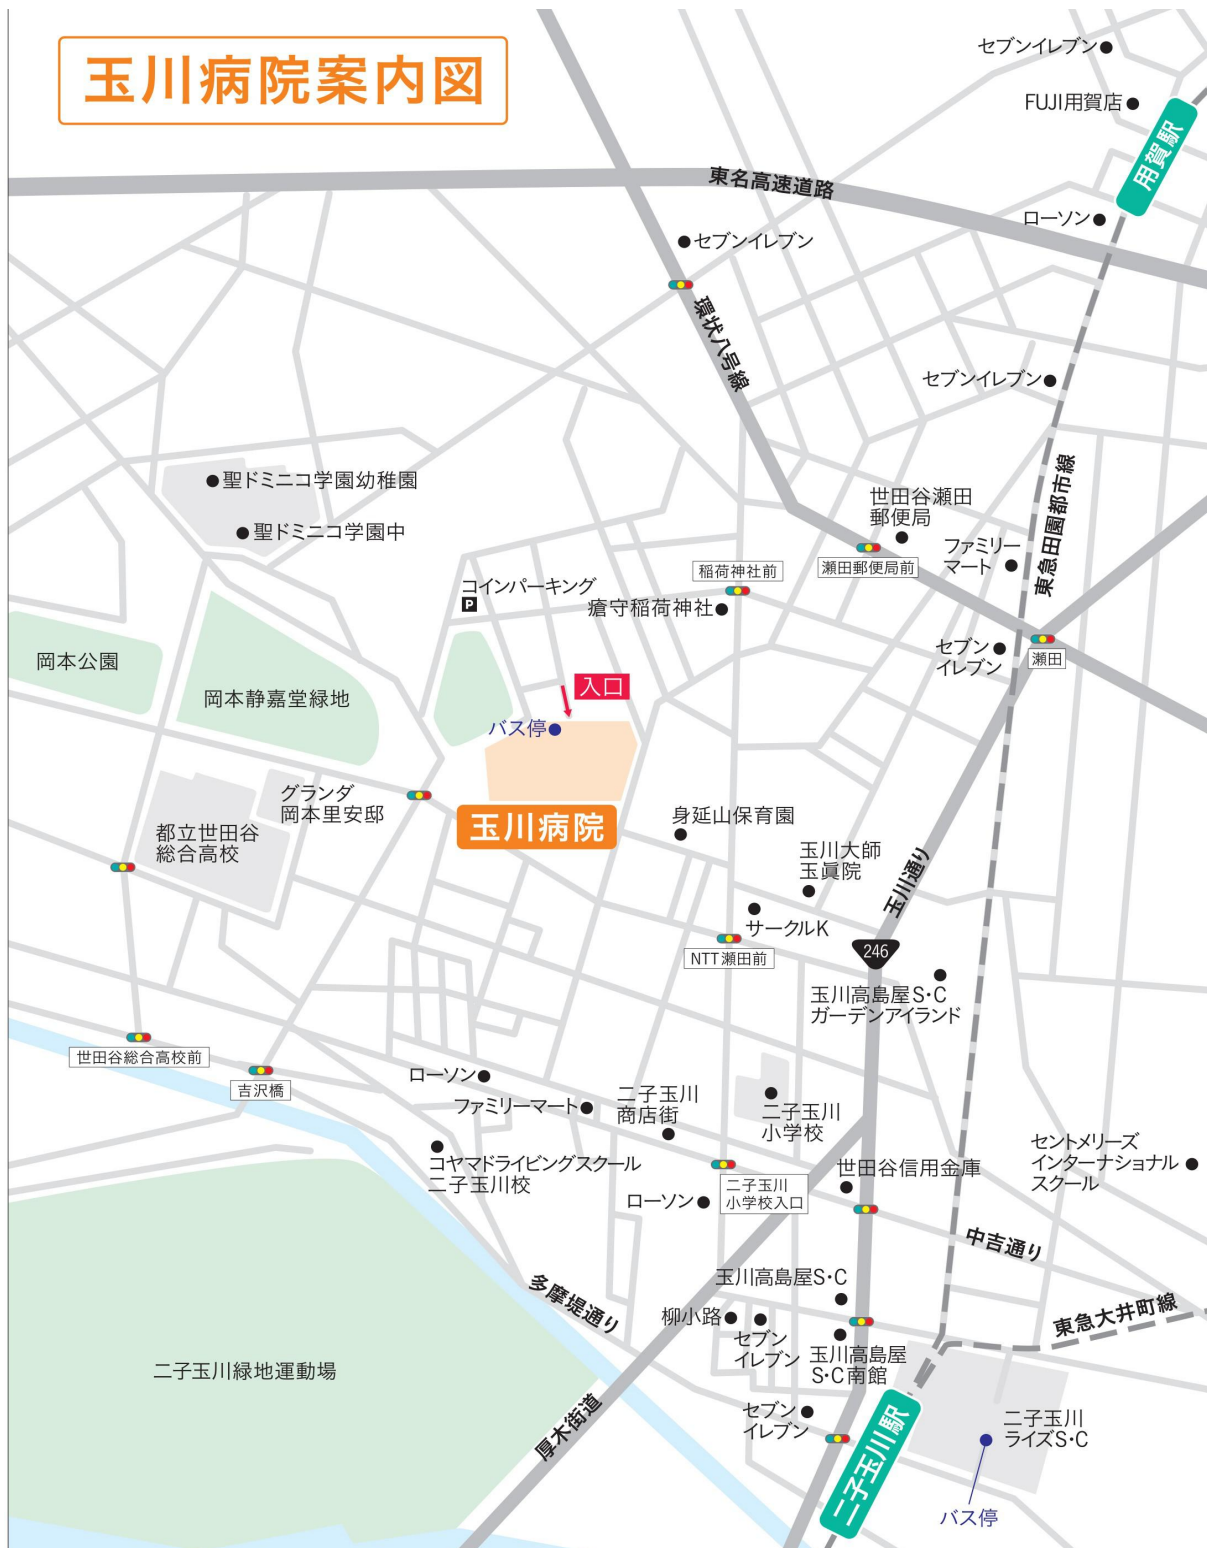 玉川病院案内図
セブンイレブン
FUJI用賀店
用賀駅
東名高速道路
ローソン
セブンイレブン
環状八号線
セブンイレブン
東急田園都市線
聖ドミニコ学園幼稚園
聖ドミニコ学園中
世田谷瀬田
郵便局
ファミリー
マート
瀬田郵便局前
稲荷神社前
コインパーキング
P
瘡守稲荷神社
セブン
イレブン
瀬田
岡本公園
岡本静嘉堂緑地
入口
バス停
グランダ
岡本里安邸
玉川病院
都立世田谷
総合高校
身延山保育園
玉川大師
玉眞院
玉川通り
サークルK
246
NTT瀬田前
玉川高島屋S・C
ガーデンアイランド
世田谷総合高校前
吉沢橋
ローソン
ファミリーマート
二子玉川
商店街
二子玉川
小学校
コヤマドライビングスクール
二子玉川校
二子玉川
小学校入口
ローソン
世田谷信用金庫
セントメリーズ
インターナショナル
スクール
中吉通り
多摩堤通り
玉川高島屋S・C
柳小路
セブン
イレブン
玉川高島屋
S・C南館
東急大井町線
二子玉川緑地運動場
厚木街道
セブン
イレブン
二子玉川駅
二子玉川
ライズS・C
バス停